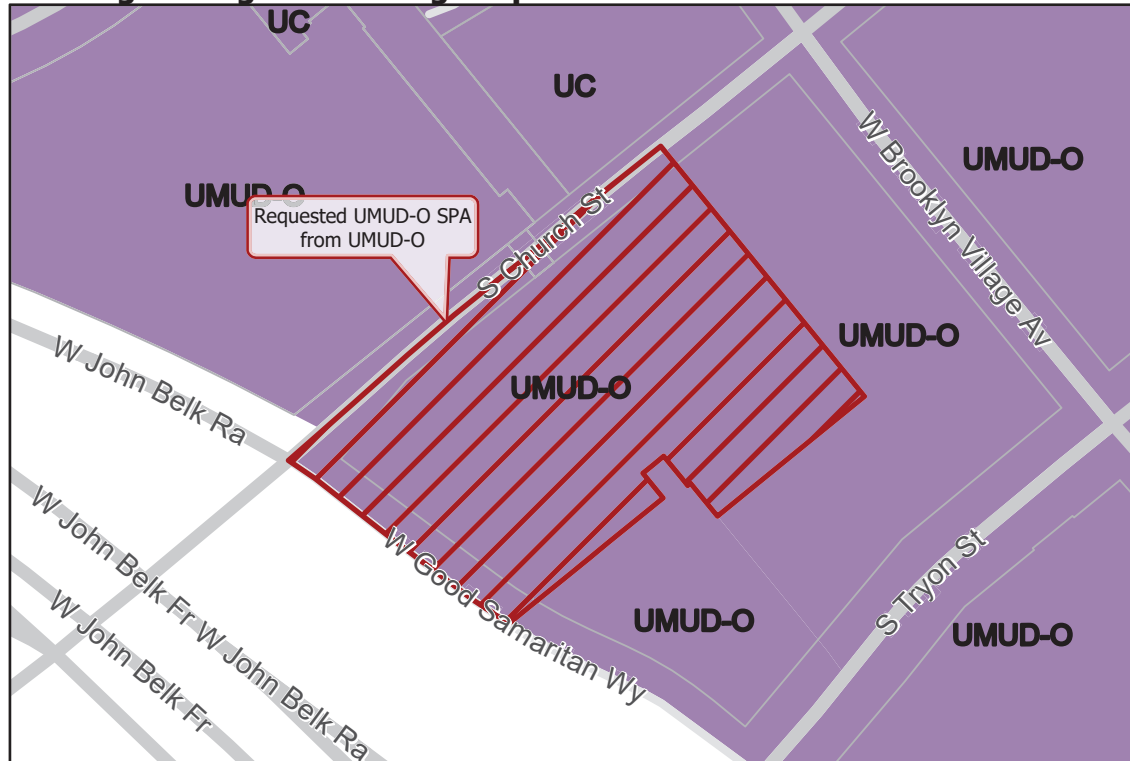 UC
UC
UMUD-O
W Brooklyn Village Av
UMUD-O
Requested UMUD-O SPA
from UMUD-O
S Church St
UMUD-O
UMUD-O
W John Belk Ra
W John Belk Fr
W John Belk Ra
W John Belk Fr
W Good Samaritan Wy
UMUD-O
S Tryon St
UMUD-O